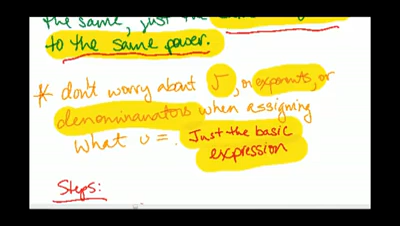 the same, just the
to the same power.
* don't worry about √, or exponents, or
denominanators when assigning
what u = . Just the basic
expression
Steps: